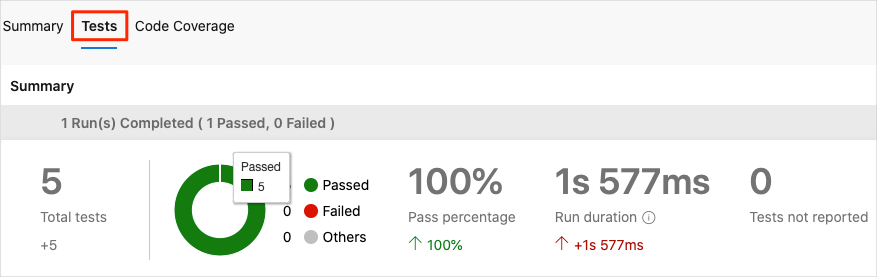 Summary Tests Code Coverage
Summary
1 Run(s) Completed ( 1 Passed, 0 Failed )
5
Total tests
+5
Passed
5
Passed
0 Failed
0 Others
100%
Pass percentage
↑ 100%
1s 577ms
Run duration
↑ +1s 577ms
0
Tests not reported